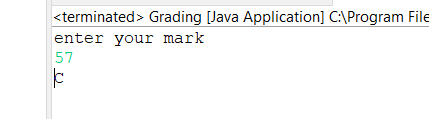 <terminated> Grading [Java Application] C:\Program File
enter your mark
57
C